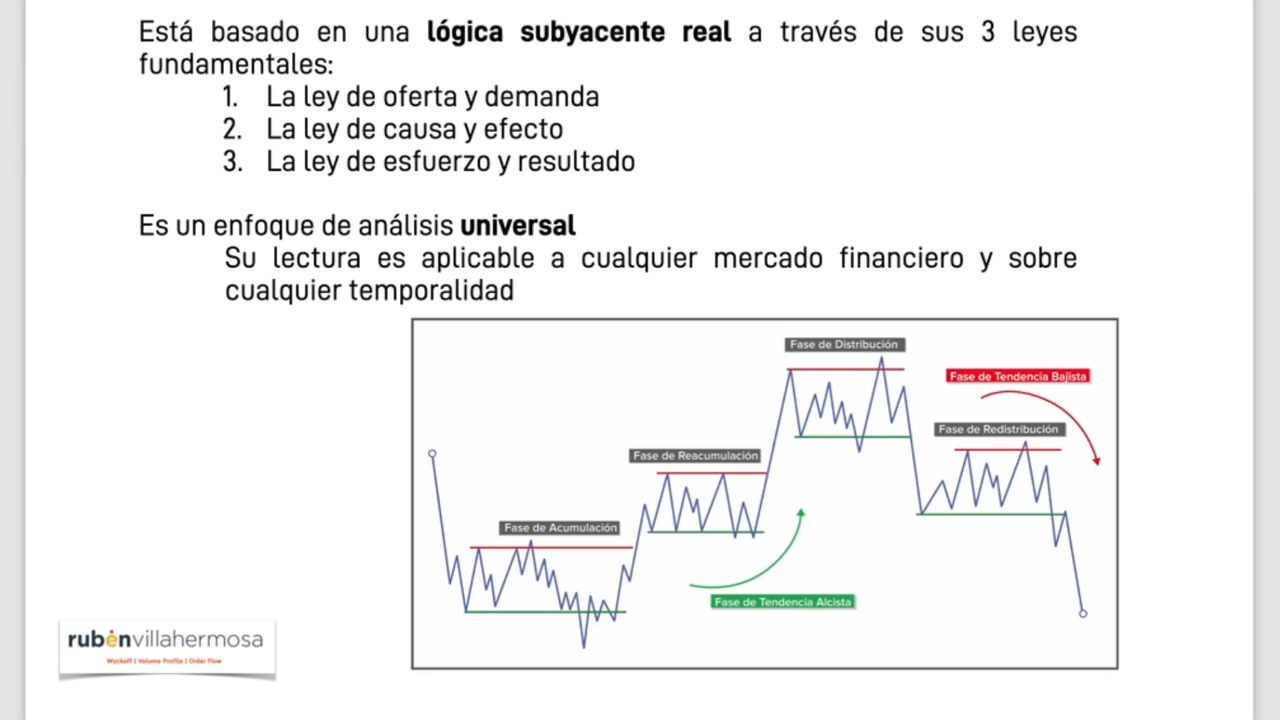 Está basado en una lógica subyacente real a través de sus 3 leyes
fundamentales:
1. La ley de oferta y demanda
2. La ley de causa y efecto
3. La ley de esfuerzo y resultado
Es un enfoque de análisis universal
Su lectura es aplicable a cualquier mercado financiero y sobre
cualquier temporalidad
Fase de Distribución
Fase de Tendencia Bajista
Fase de Redistribución
Fase de Reacumulación
Fase de Acumulación
Fase de Tendencia Alcista
rubénvillahermosa
Wyckoff | Volume Profile | Order Flow